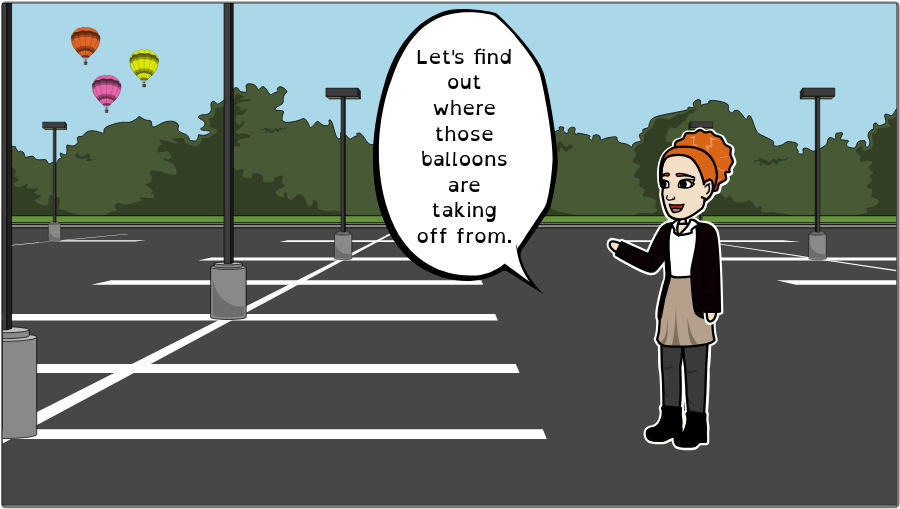 Let's find
out
where
those
balloons
are
taking
off from.